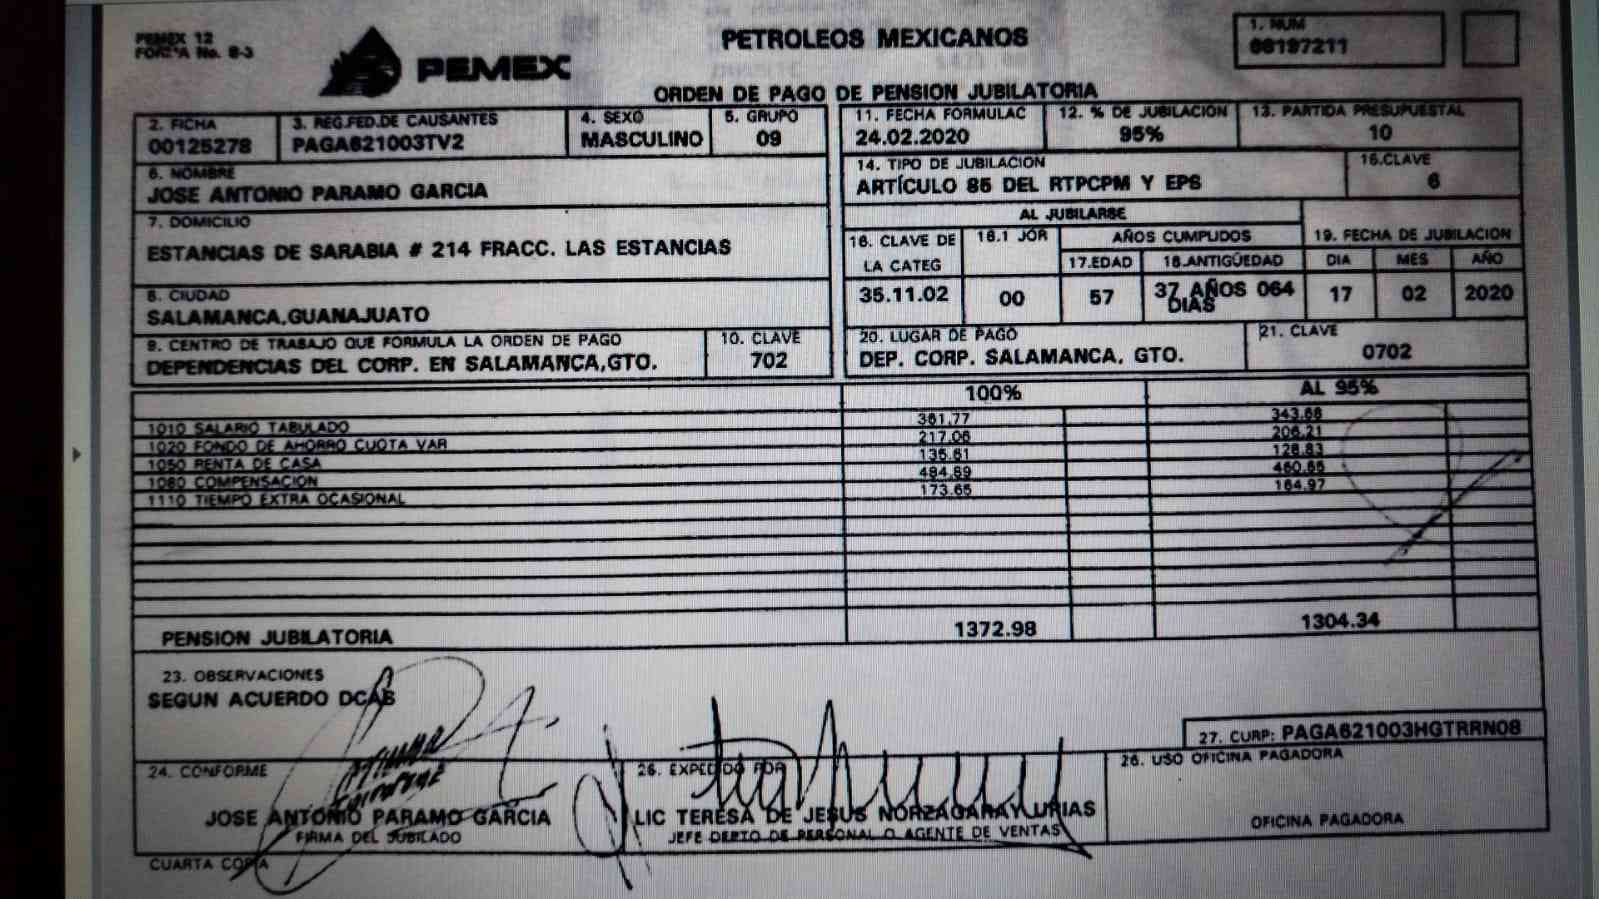 PEMEX 12
FORMA No. 8-3
PEMEX
PETROLEOS MEXICANOS
ORDEN DE PAGO DE PENSION JUBILATORIA
1. NUM
2. FICHA
00125278
3. REG.FED.DE CAUSANTES
PAGA621003TV2
4. SEXO
MASCULINO
5. GRUPO
09
11. FECHA FORMULAC
24.02.2020
12. % DE JUBILACION
95%
13. PARTIDA PRESUPUESTAL
10
6. NOMBRE
JOSE ANTONIO PARAMO GARCIA
14. TIPO DE JUBILACION
ARTÍCULO 85 DEL RTPCPM Y EPS
15.CLAVE
6
7. DOMICILIO
ESTANCIAS DE SARABIA # 214 FRACC. LAS ESTANCIAS
AL JUBILARSE
16. CLAVE DE
LA CATEG
35.11.02
16.1 JOR
00
AÑOS CUMPLIDOS
17.EDAD
57
18.ANTIGÜEDAD
37 AÑOS 064
DIAS
19. FECHA DE JUBILACION
DIA MES AÑO
17 02 2020
8. CIUDAD
SALAMANCA,GUANAJUATO
9. CENTRO DE TRABAJO QUE FORMULA LA ORDEN DE PAGO
DEPENDENCIAS DEL CORP. EN SALAMANCA,GTO.
10. CLAVE
702
20. LUGAR DE PAGO
DEP. CORP. SALAMANCA, GTO.
21. CLAVE
0702
100% AL 95%
1010 SALARIO TABULADO 361.77 343.68
1020 FONDO DE AHORRO CUOTA VAR 217.06 206.21
1050 RENTA DE CASA 135.61 128.83
1080 COMPENSACION 484.89 460.65
1110 TIEMPO EXTRA OCASIONAL 173.65 164.97
PENSION JUBILATORIA 1372.98 1304.34
23. OBSERVACIONES
SEGUN ACUERDO DCAS
27. CURP: PAGA621003HGTRRN08
24. CONFORME
JOSE ANTONIO PARAMO GARCIA
FIRMA DEL JUBILADO
EXPEDIDO POR
LIC TERESA DE JESUS NORZAGARAY URIAS
JEFE DEPTO DE PERSONAL O AGENTE DE VENTAS
26. USO OFICINA PAGADORA
OFICINA PAGADORA
CUARTA COPIA